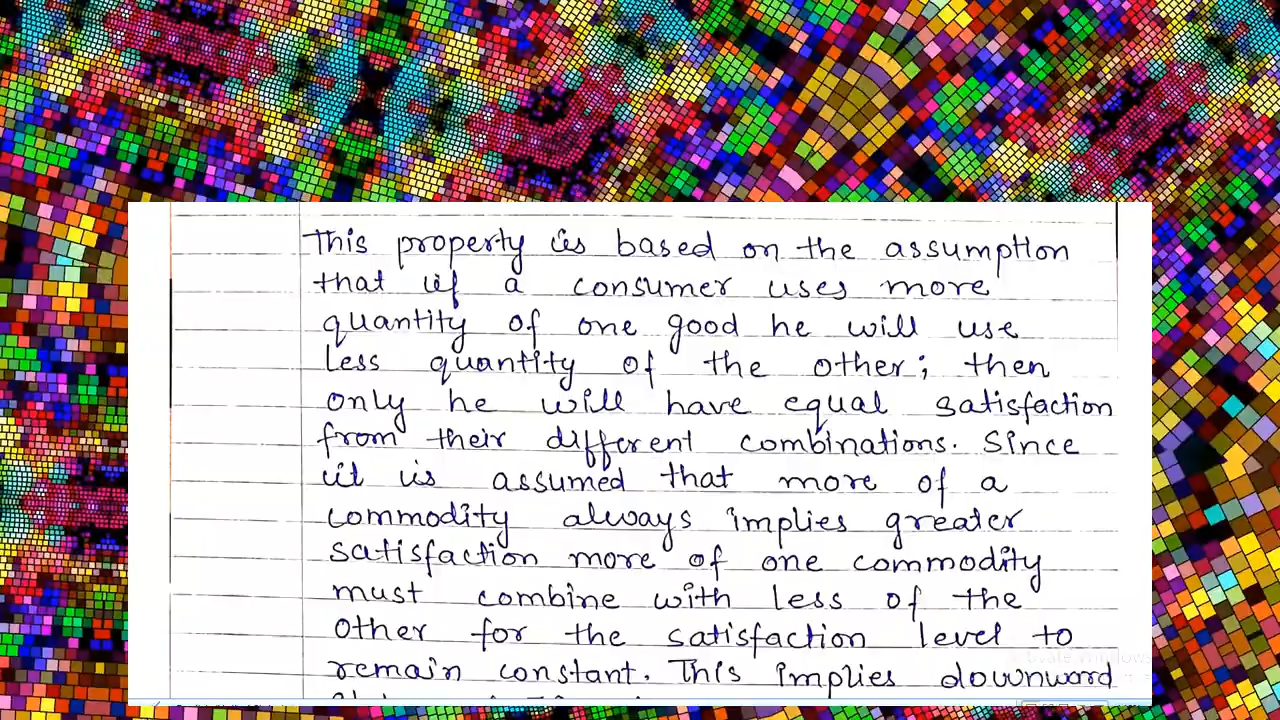 This property is based on the assumption
that if a consumer uses more
quantity of one good he will use
less quantity of the other; then
only he will have equal satisfaction
from their different combinations. Since
it is assumed that more of a
commodity always implies greater
satisfaction more of one commodity
must combine with less of the
other for the satisfaction level to
remain constant. This implies downward